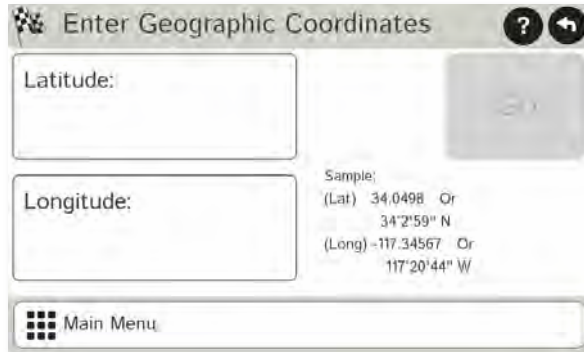 Enter Geographic Coordinates
?
Latitude:
GO
Sample:
(Lat) 34.0498 Or
34°2'59" N
Longitude:
(Long) -117.34567 Or
117°20'44" W
Main Menu